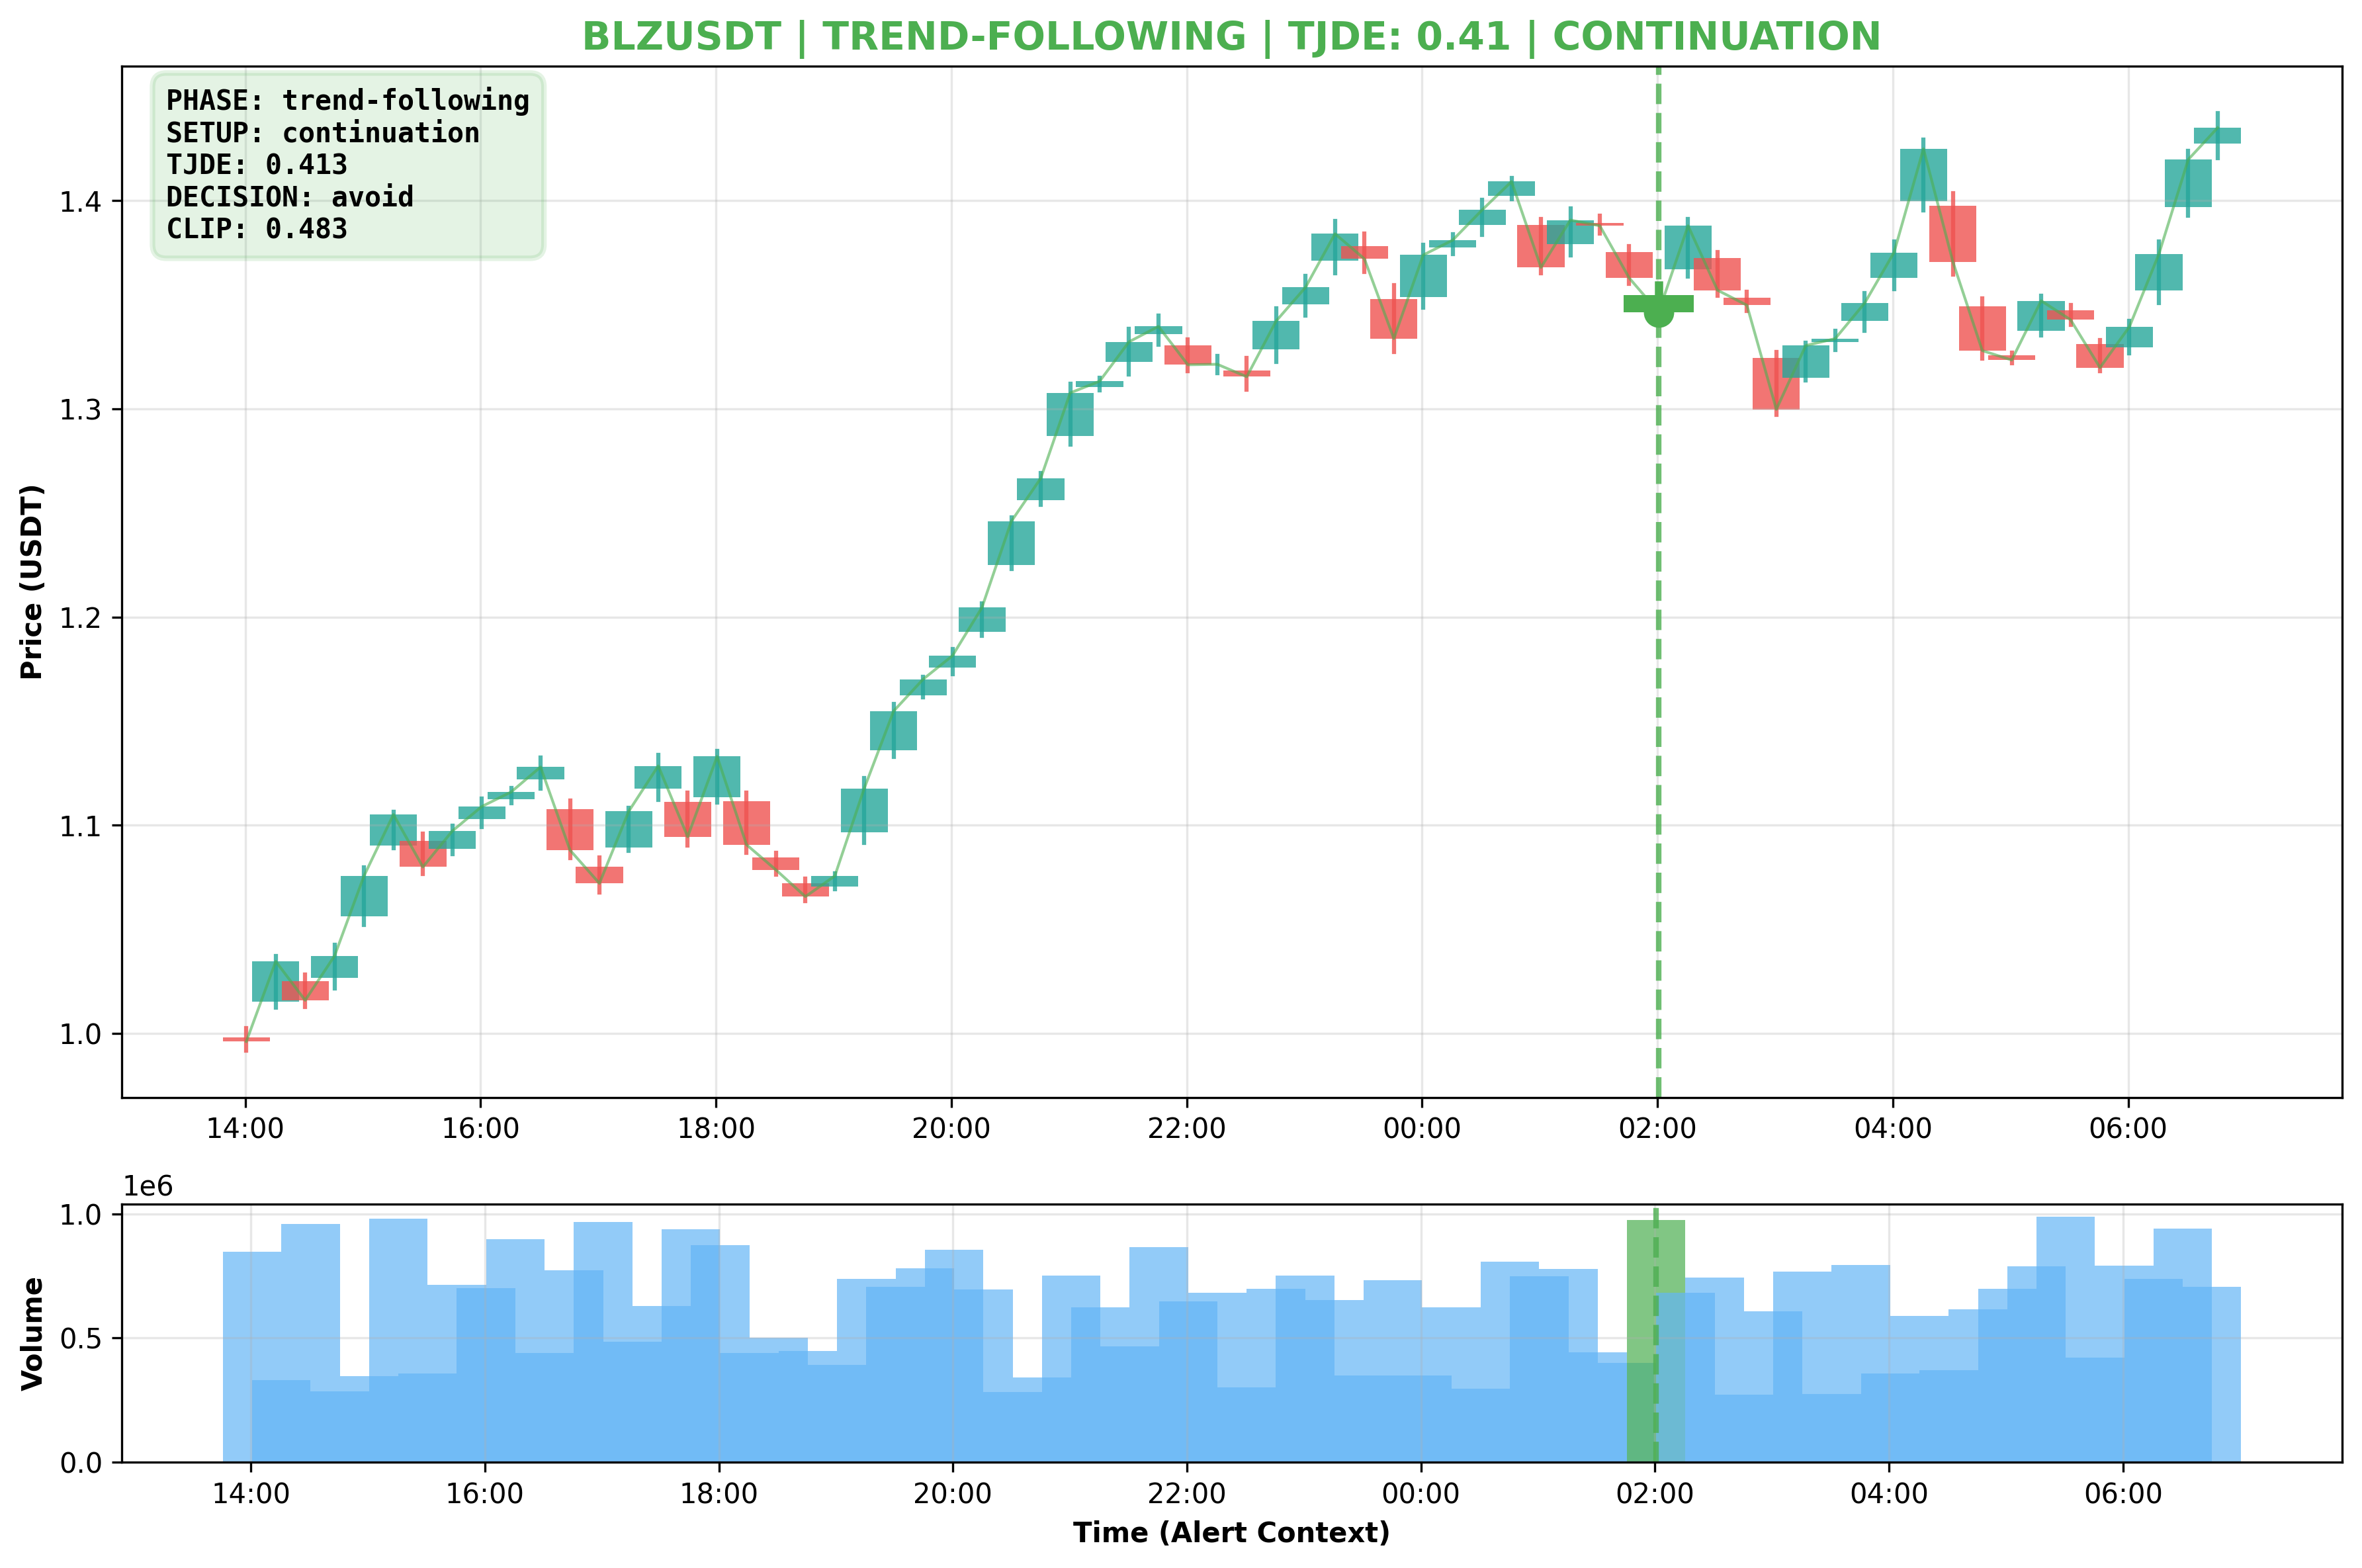 BLZUSDT | TREND-FOLLOWING | TJDE: 0.41 | CONTINUATION
PHASE: trend-following
SETUP: continuation
TJDE: 0.413
DECISION: avoid
CLIP: 0.483
Price (USDT)
1.4
1.3
1.2
1.1
1.0
14:00 16:00 18:00 20:00 22:00 00:00 02:00 04:00 06:00
1e6
Volume
1.0
0.5
0.0
14:00 16:00 18:00 20:00 22:00 00:00 02:00 04:00 06:00
Time (Alert Context)